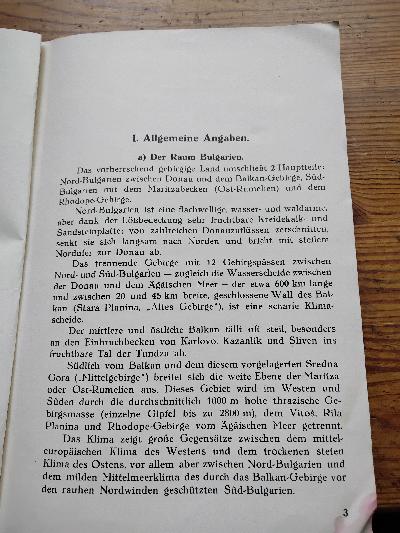 I. Allgemeine Angaben.
a) Der Raum Bulgarien.
Das vorherrschend gebirgige Land umschließt 2 Hauptteile:
Nord-Bulgarien zwischen Donau und dem Balkan-Gebirge, Süd-
Bulgarien mit dem Maritzabecken (Ost-Rumelien) und dem
Rhodope-Gebirge.
Nord-Bulgarien ist eine flachwellige, wasser- und waldarme,
aber dank der Lößbedeckung sehr fruchtbare Kreidekalk- und
Sandsteinplatte; von zahlreichen Donauzuflüssen zerschnitten,
senkt sie sich langsam nach Norden und bricht mit steilem
Nordufer zur Donau ab.
Das trennende Gebirge mit 12 Gebirgspässen zwischen
Nord- und Süd-Bulgarien — zugleich die Wasserscheide zwischen
der Donau und dem Ägäischen Meer — der etwa 600 km lange
und zwischen 20 und 45 km breite, geschlossene Wall des Bal-
kan (Stara Planina, „Altes Gebirge"), ist eine scharfe Klima-
scheide.
Der mittlere und östliche Balkan fällt oft steil, besonders
an den Einbruchbecken von Karlovo, Kazanlik und Sliven ins
fruchtbare Tal der Tundza ab.
Südlich vom Balkan und dem diesem vorgelagerten Sredna
Gora („Mittelgebirge") breitet sich die weite Ebene der Maritza
oder Ost-Rumelien aus. Dieses Gebiet wird im Westen und
Süden durch die durchschnittlich 1000 m hohe thrazische Ge-
birgsmasse (einzelne Gipfel bis zu 2800 m), dem Vitoš, Rila
Planina und Rhodope-Gebirge vom Ägäischen Meer getrennt.
Das Klima zeigt große Gegensätze zwischen dem mittel-
europäischen Klima des Westens und dem trockenen steten
Klima des Ostens, vor allem aber zwischen Nord-Bulgarien und
dem milden Mittelmeerklima des durch das Balkan-Gebirge vor
den rauhen Nordwinden geschützten Süd-Bulgarien.
3